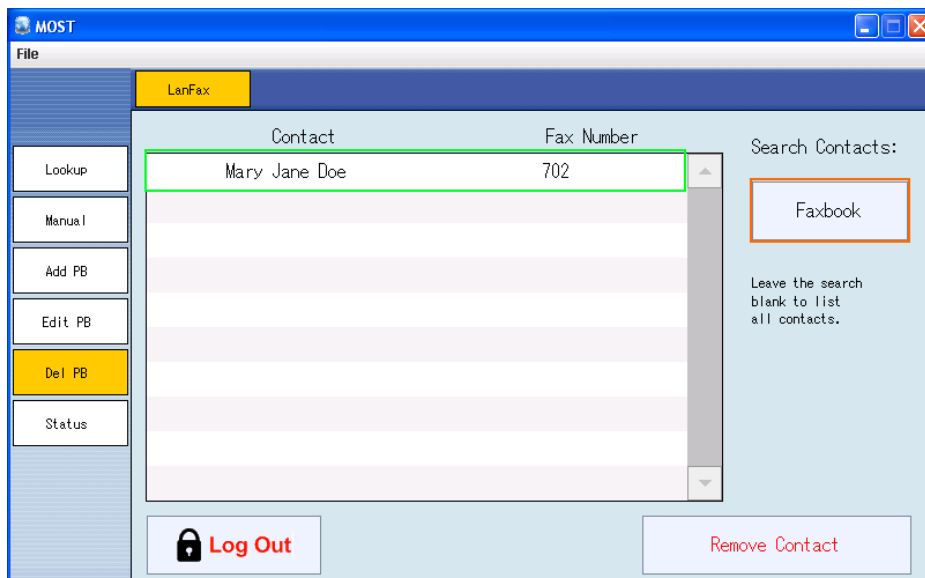 MOST
File
LanFax
Contact Fax Number
Search Contacts:
Lookup
Mary Jane Doe 702
Faxbook
Manual
Add PB
Leave the search
blank to list
all contacts.
Edit PB
Del PB
Status
Log Out
Remove Contact